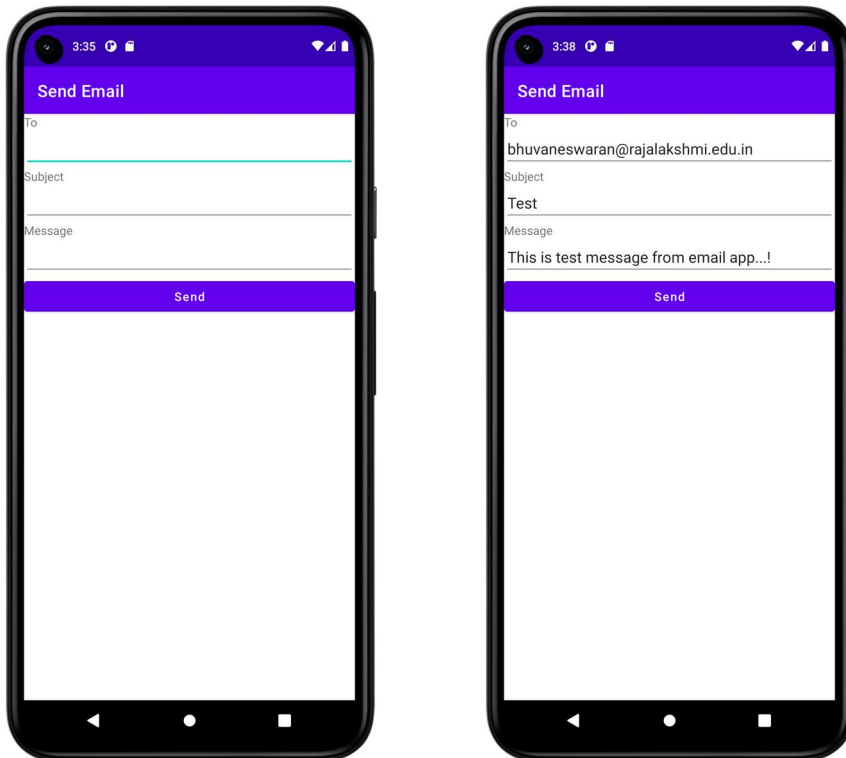 3:35
Send Email
To
Subject
Message
Send
3:38
Send Email
To
bhuvaneswaran@rajalakshmi.edu.in
Subject
Test
Message
This is test message from email app...!
Send